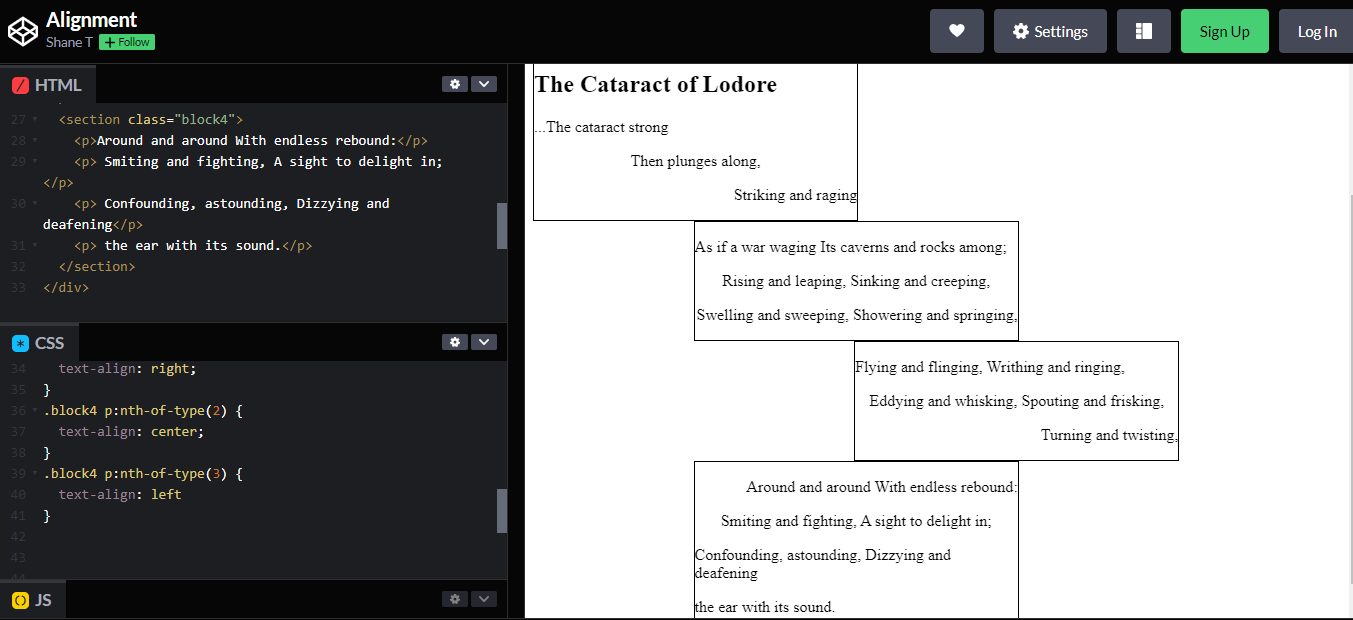 Alignment
Shane T + Follow
Settings
Sign Up
Log In
HTML
27 <section class="block4">
28 <p>Around and around With endless rebound:</p>
29 <p> Smiting and fighting, A sight to delight in;
</p>
30 <p> Confounding, astounding, Dizzying and
deafening</p>
31 <p> the ear with its sound.</p>
32 </section>
33 </div>
CSS
34 text-align: right;
35 }
36 .block4 p:nth-of-type(2) {
37 text-align: center;
38 }
39 .block4 p:nth-of-type(3) {
40 text-align: left
41 }
42
43
44
JS
The Cataract of Lodore
...The cataract strong
Then plunges along,
Striking and raging
As if a war waging Its caverns and rocks among;
Rising and leaping, Sinking and creeping,
Swelling and sweeping, Showering and springing,
Flying and flinging, Writhing and ringing,
Eddying and whisking, Spouting and frisking,
Turning and twisting,
Around and around With endless rebound:
Smiting and fighting, A sight to delight in;
Confounding, astounding, Dizzying and
deafening
the ear with its sound.